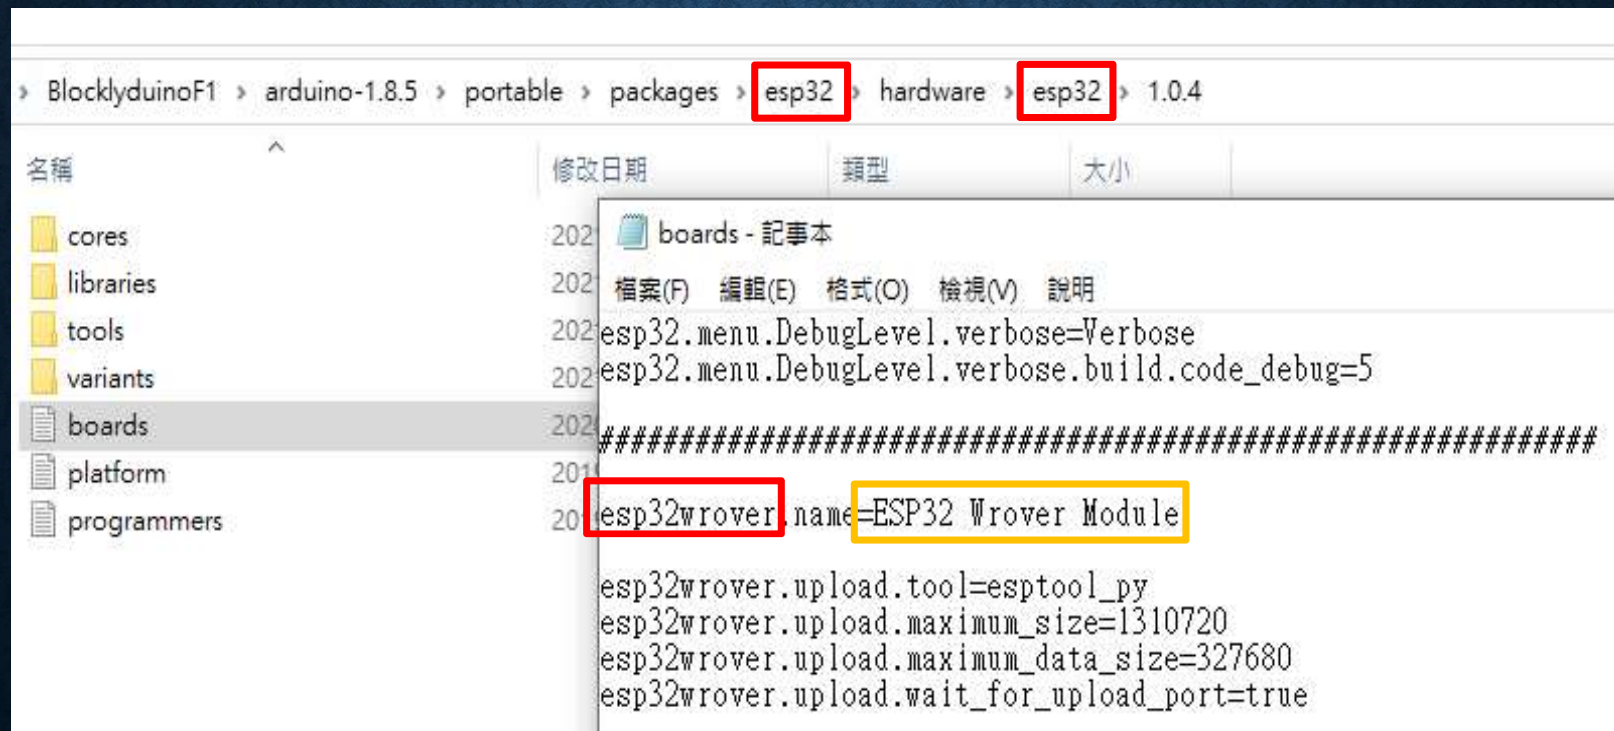 › BlocklyduinoF1 › arduino-1.8.5 › portable › packages › esp32 › hardware › esp32 › 1.0.4
名稱 修改日期 類型 大小
cores
libraries
tools
variants
boards
platform
programmers
boards - 記事本
檔案(F) 編輯(E) 格式(O) 檢視(V) 說明
esp32.menu.DebugLevel.verbose=Verbose
esp32.menu.DebugLevel.verbose.build.code_debug=5
##############################################################
esp32wrover.name=ESP32 Wrover Module
esp32wrover.upload.tool=esptool_py
esp32wrover.upload.maximum_size=1310720
esp32wrover.upload.maximum_data_size=327680
esp32wrover.upload.wait_for_upload_port=true